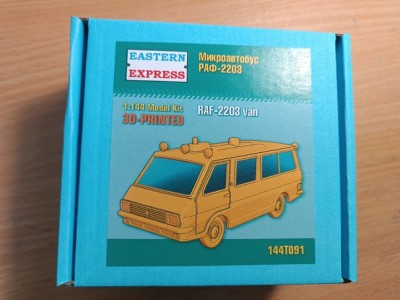 EASTERN
EXPRESS
Микроавтобус
РАФ-2203
1:144 Model Kit
3D-PRINTED
RAF-2203 van
144T091